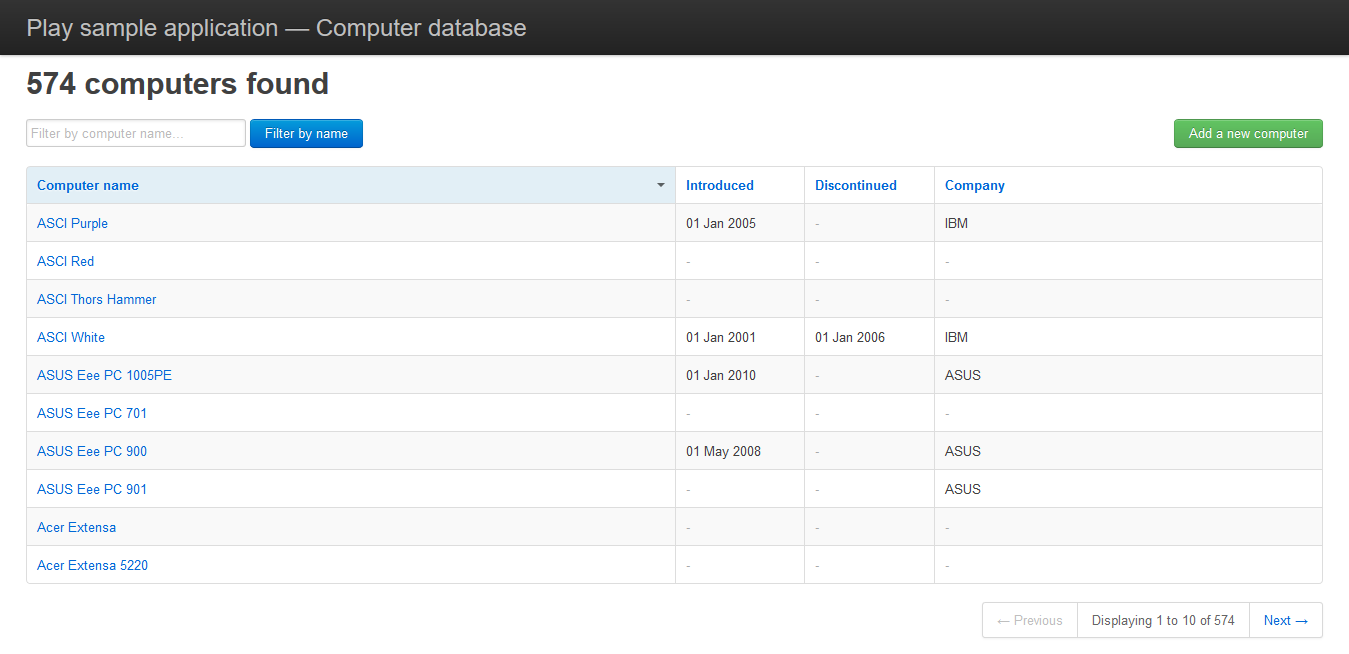 Play sample application — Computer database
574 computers found
Filter by computer name... Filter by name Add a new computer
Computer name Introduced Discontinued Company
ASCI Purple 01 Jan 2005 - IBM
ASCI Red - - -
ASCI Thors Hammer - - -
ASCI White 01 Jan 2001 01 Jan 2006 IBM
ASUS Eee PC 1005PE 01 Jan 2010 - ASUS
ASUS Eee PC 701 - - -
ASUS Eee PC 900 01 May 2008 - ASUS
ASUS Eee PC 901 - - ASUS
Acer Extensa - - -
Acer Extensa 5220 - - -
← Previous Displaying 1 to 10 of 574 Next →